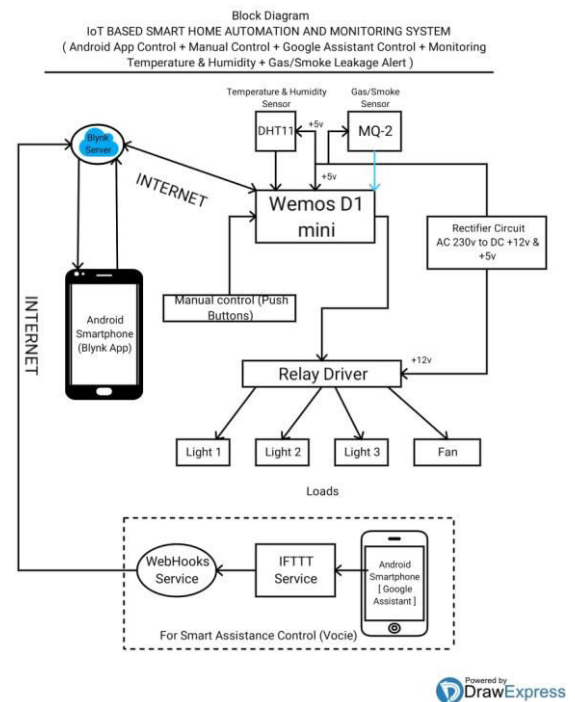 Block Diagram
IoT BASED SMART HOME AUTOMATION AND MONITORING SYSTEM
( Android App Control + Manual Control + Google Assistant Control + Monitoring
Temperature & Humidity + Gas/Smoke Leakage Alert )
Temperature & Humidity
Sensor
Gas/Smoke
Sensor
DHT11
+5v
MQ-2
Blynk
Server
INTERNET
+5v
Wemos D1
mini
Rectifier Circuit
AC 230v to DC +12v &
+5v
Manual control (Push
Buttons)
INTERNET
Android
Smartphone
(Blynk App)
+12v
Relay Driver
Light 1
Light 2
Light 3
Fan
Loads
WebHooks
Service
IFTTT
Service
Android
Smartphone
[ Google
Assistant ]
For Smart Assistance Control (Vocie)
Powered by
DrawExpress